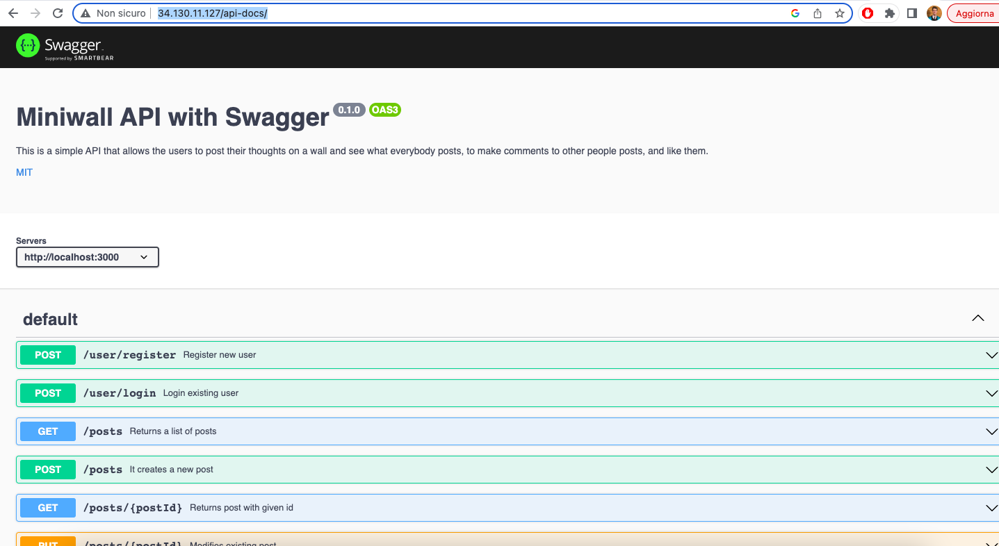 Non sicuro | 34.130.11.127/api-docs/
Aggiorna
{···} Swagger
Supported by SMARTBEAR
Miniwall API with Swagger 0.1.0 OAS3
This is a simple API that allows the users to post their thoughts on a wall and see what everybody posts, to make comments to other people posts, and like them.
MIT
Servers
http://localhost:3000
default
POST /user/register Register new user
POST /user/login Login existing user
GET /posts Returns a list of posts
POST /posts It creates a new post
GET /posts/{postId} Returns post with given id
PUT /posts/{postId} Modifies existing post